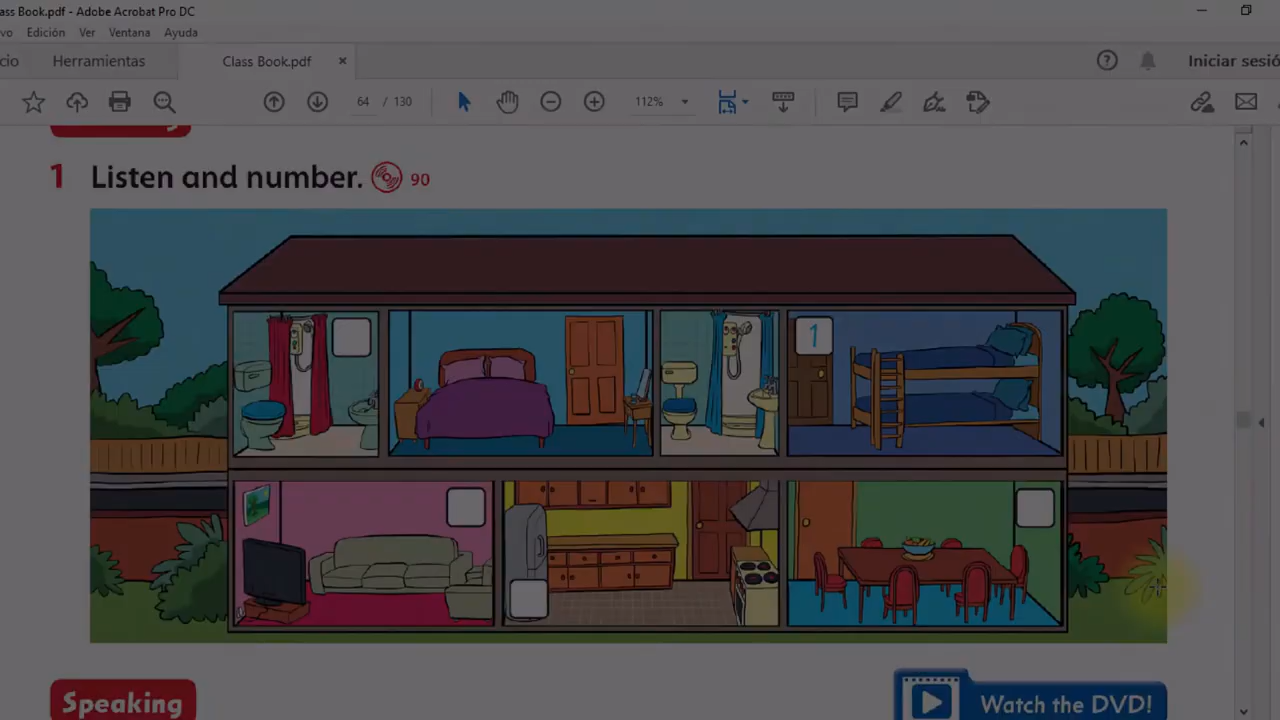 ass Book.pdf - Adobe Acrobat Pro DC
vo Edición Ver Ventana Ayuda
cio Herramientas Class Book.pdf × Iniciar sesió
64 / 130 112%
1 Listen and number. 90
1
Speaking
Watch the DVD!